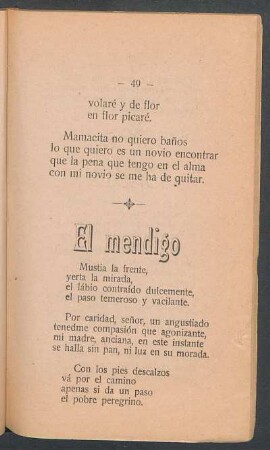 — 49 —
volaré y de flor
en flor picaré.
Mamacita no quiero baños
lo que quiero es un novio encontrar
que la pena que tengo en el alma
con mi novio se me ha de quitar.
El mendigo
Mustia la frente,
yerta la mirada,
el lábio contraído dulcemente,
el paso temeroso y vacilante.
Por caridad, señor, un angustiado
tenedme compasión que agonizante,
mi madre, anciana, en este instante
se halla sin pan, ni luz en su morada.
Con los pies descalzos
vá por el camino
apenas si da un paso
el pobre peregrino.